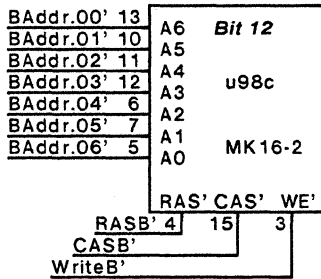 BAddr.00' 13 A6 Bit 12
BAddr.01' 10 A5
BAddr.02' 11 A4 u98c
BAddr.03' 12 A3
BAddr.04' 6 A2
BAddr.05' 7 A1 MK16-2
BAddr.06' 5 A0
RAS' CAS' WE'
RASB' 4 15 3
CASB'
WriteB'